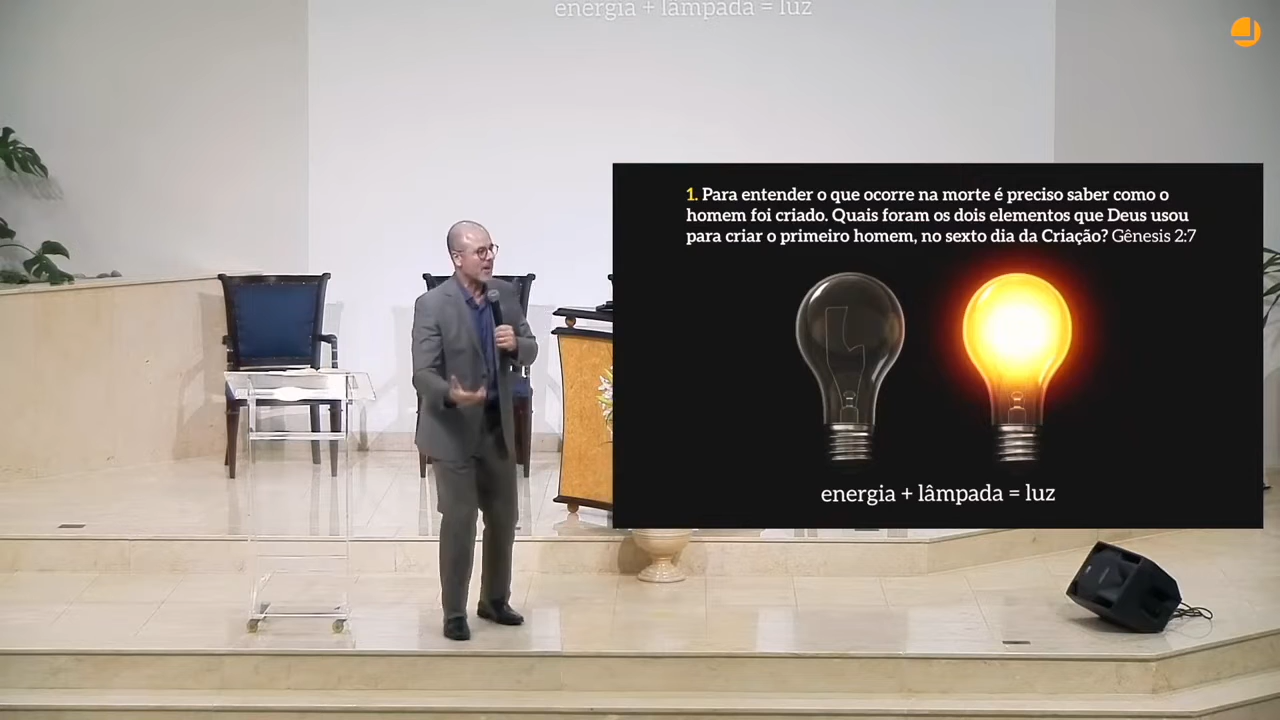 energia + lâmpada = luz
1. Para entender o que ocorre na morte é preciso saber como o
homem foi criado. Quais foram os dois elementos que Deus usou
para criar o primeiro homem, no sexto dia da Criação? Gênesis 2:7
energia + lâmpada = luz